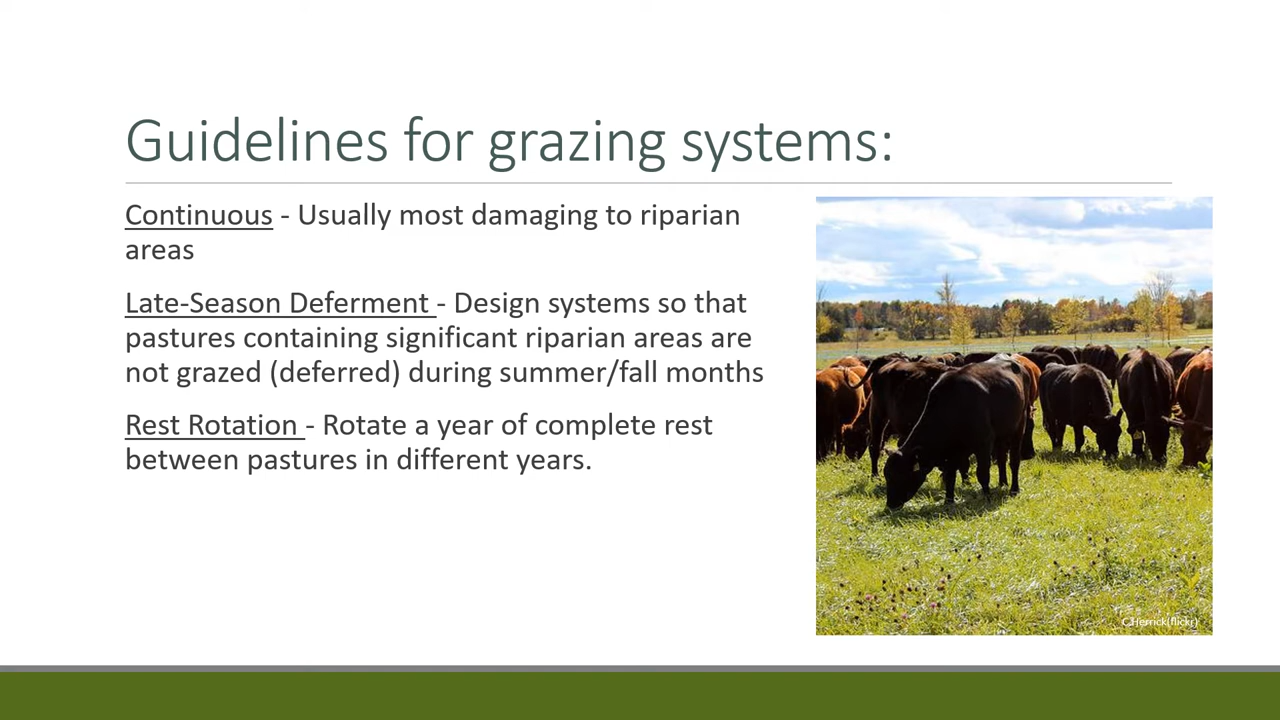 Guidelines for grazing systems:
Continuous - Usually most damaging to riparian
areas
Late-Season Deferment - Design systems so that
pastures containing significant riparian areas are
not grazed (deferred) during summer/fall months
Rest Rotation - Rotate a year of complete rest
between pastures in different years.
C.Herrick(flickr)